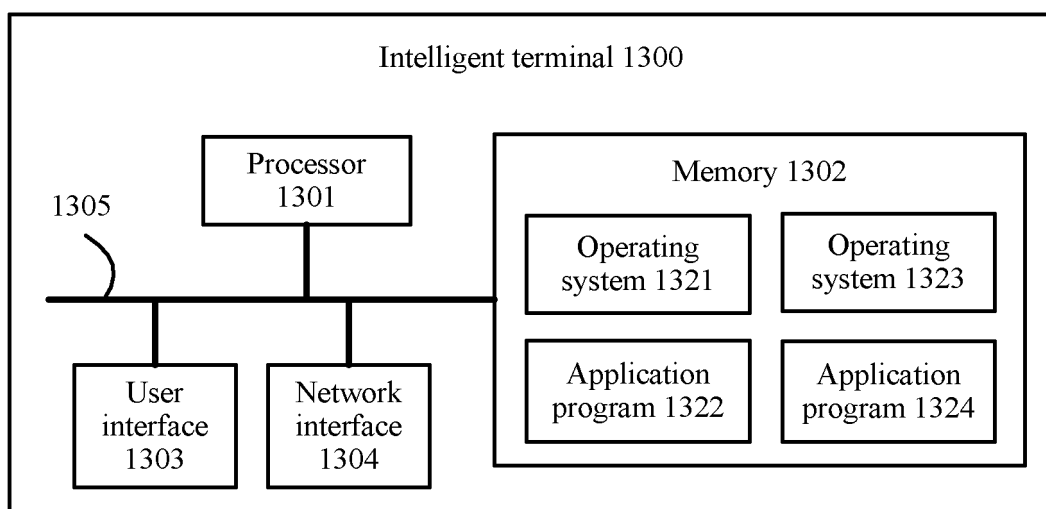 Intelligent terminal 1300
Processor
1301
1305
Memory 1302
Operating
system 1321
Operating
system 1323
Application
program 1322
Application
program 1324
User
interface
1303
Network
interface
1304